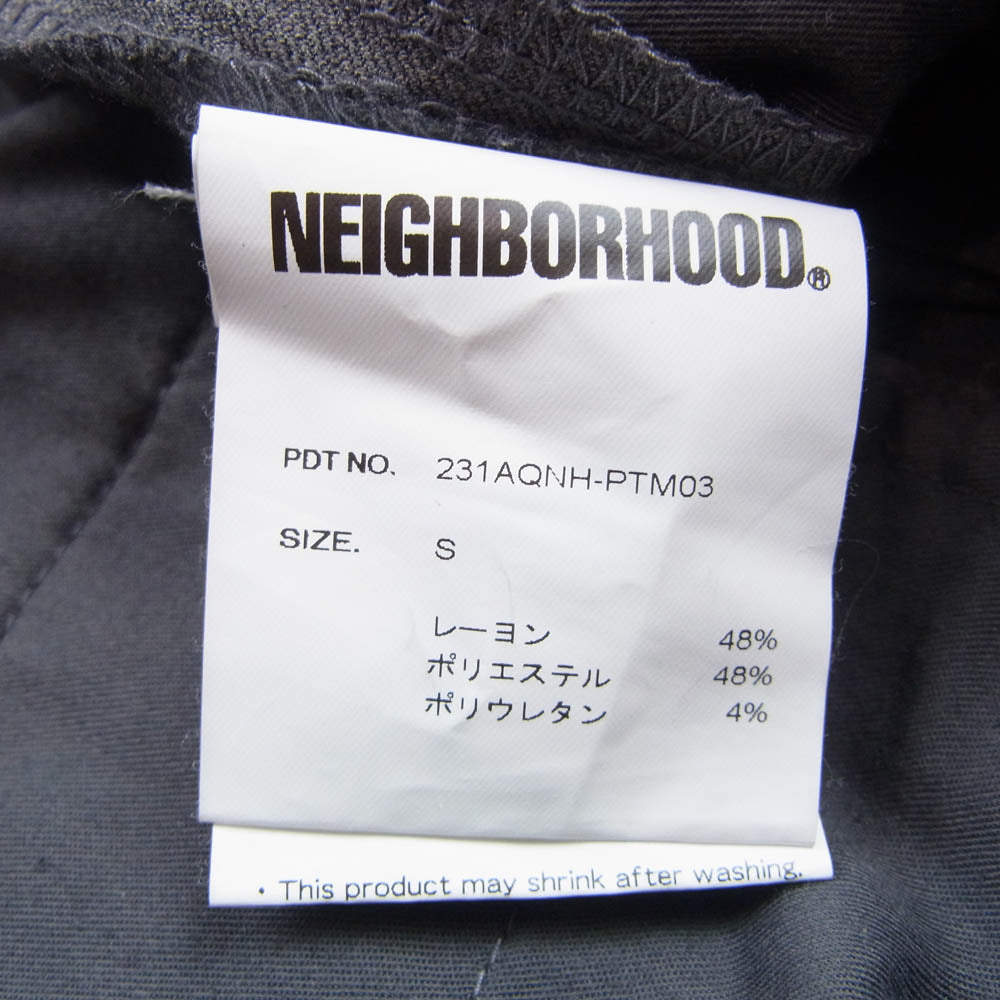 NEIGHBORHOOD®
PDT NO. 231AQNH-PTM03
SIZE. S
レーヨン 48%
ポリエステル 48%
ポリウレタン 4%
・This product may shrink after washing.